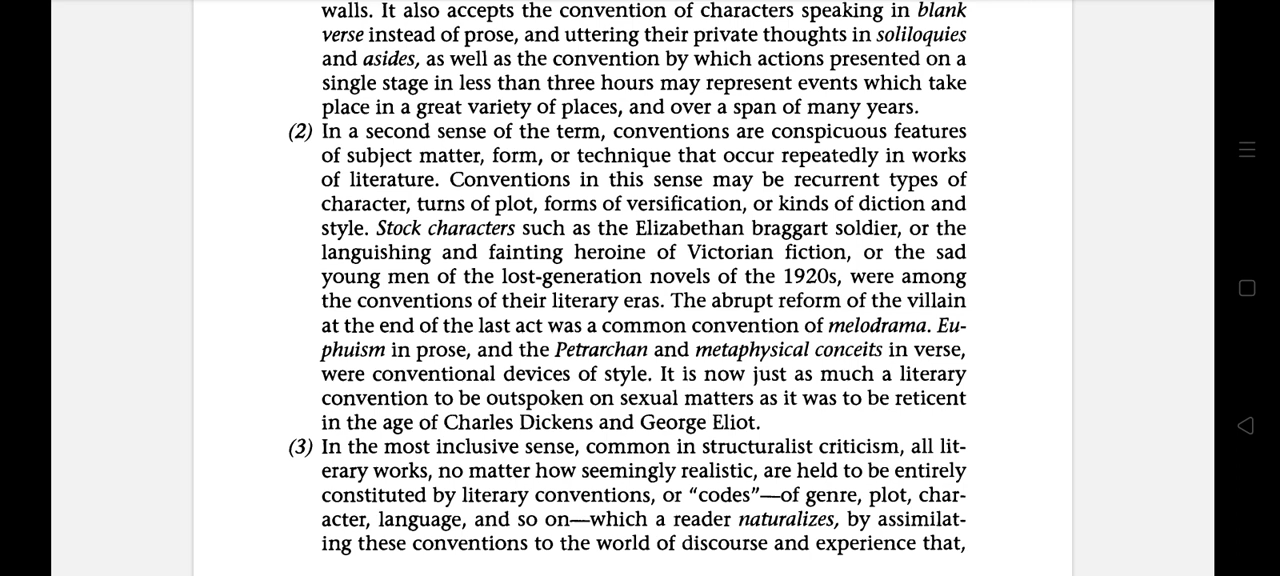 walls. It also accepts the convention of characters speaking in blank
verse instead of prose, and uttering their private thoughts in soliloquies
and asides, as well as the convention by which actions presented on a
single stage in less than three hours may represent events which take
place in a great variety of places, and over a span of many years.
(2) In a second sense of the term, conventions are conspicuous features
of subject matter, form, or technique that occur repeatedly in works
of literature. Conventions in this sense may be recurrent types of
character, turns of plot, forms of versification, or kinds of diction and
style. Stock characters such as the Elizabethan braggart soldier, or the
languishing and fainting heroine of Victorian fiction, or the sad
young men of the lost-generation novels of the 1920s, were among
the conventions of their literary eras. The abrupt reform of the villain
at the end of the last act was a common convention of melodrama. Eu-
phuism in prose, and the Petrarchan and metaphysical conceits in verse,
were conventional devices of style. It is now just as much a literary
convention to be outspoken on sexual matters as it was to be reticent
in the age of Charles Dickens and George Eliot.
(3) In the most inclusive sense, common in structuralist criticism, all lit-
erary works, no matter how seemingly realistic, are held to be entirely
constituted by literary conventions, or “codes”—of genre, plot, char-
acter, language, and so on—which a reader naturalizes, by assimilat-
ing these conventions to the world of discourse and experience that,